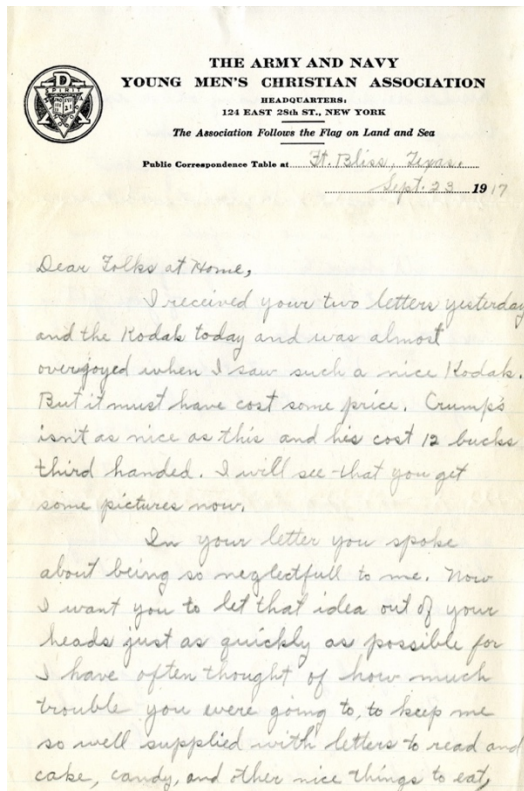 THE ARMY AND NAVY
YOUNG MEN'S CHRISTIAN ASSOCIATION
HEADQUARTERS:
124 EAST 28th ST., NEW YORK
The Association Follows the Flag on Land and Sea
Public Correspondence Table at Ft. Bliss, Texas.
Sept. 23 1917
Dear Folks at Home,
I received your two letters yesterday
and the Kodak today and was almost
overjoyed when I saw such a nice Kodak.
But it must have cost some price. Crump's
isn't as nice as this and his cost 12 bucks
third handed. I will see that you get
some pictures now.
In your letter you spoke
about being so neglectfull to me. Now
I want you to let that idea out of your
heads just as quickly as possible for
I have often thought of how much
trouble you were going to, to keep me
so well supplied with letters to read and
cake, candy, and other nice things to eat,